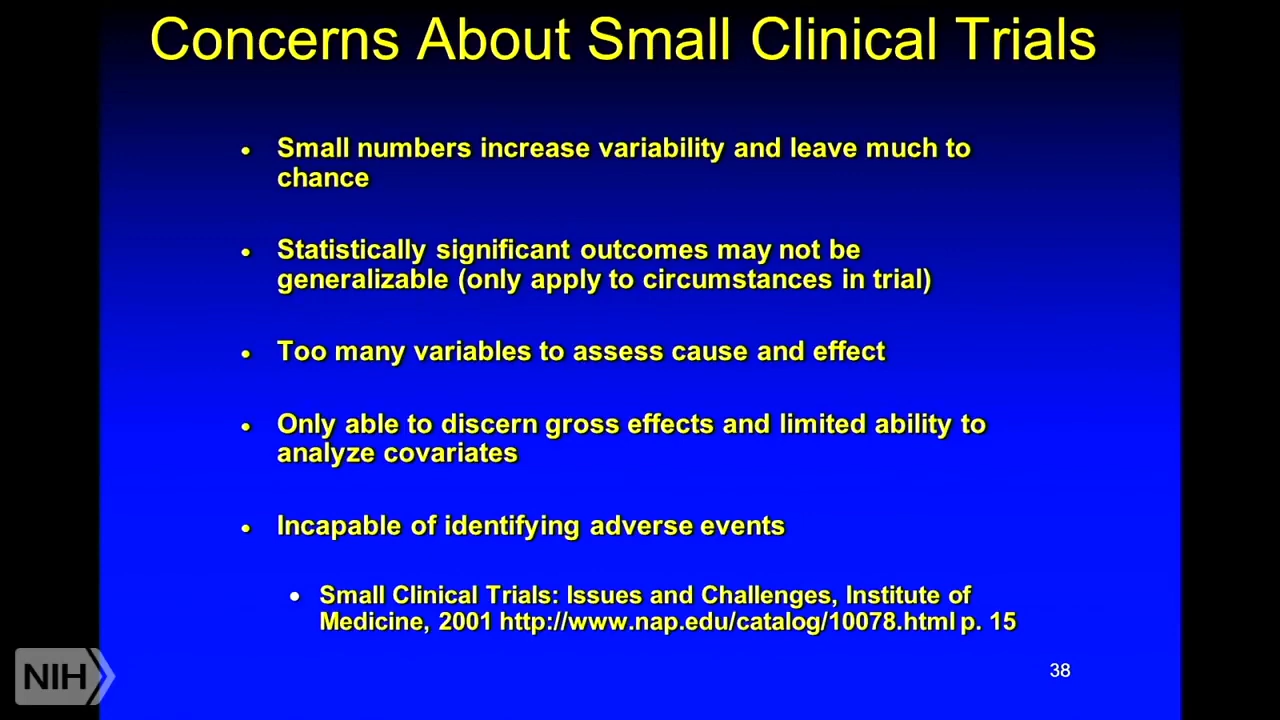 Concerns About Small Clinical Trials
• Small numbers increase variability and leave much to
chance
• Statistically significant outcomes may not be
generalizable (only apply to circumstances in trial)
• Too many variables to assess cause and effect
• Only able to discern gross effects and limited ability to
analyze covariates
• Incapable of identifying adverse events
• Small Clinical Trials: Issues and Challenges, Institute of
Medicine, 2001 http://www.nap.edu/catalog/10078.html p. 15
NIH
38